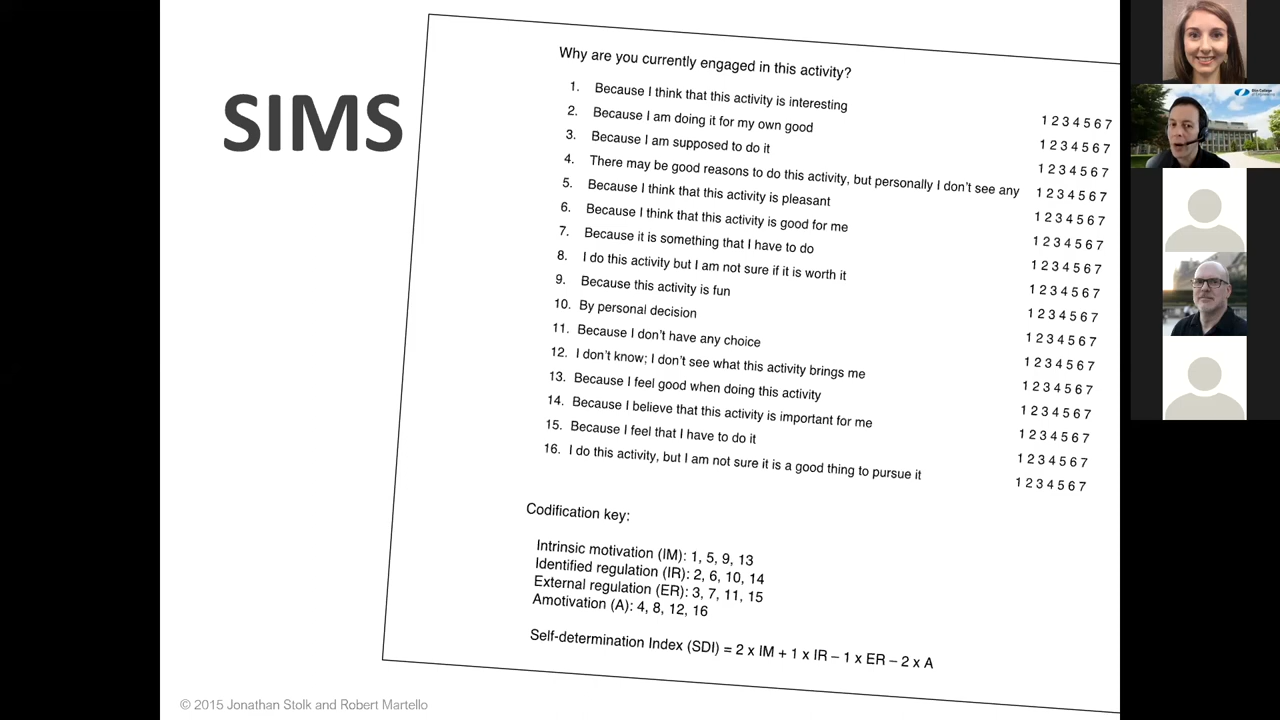 SIMS
Why are you currently engaged in this activity?
1. Because I think that this activity is interesting 1 2 3 4 5 6 7
2. Because I am doing it for my own good 1 2 3 4 5 6 7
3. Because I am supposed to do it 1 2 3 4 5 6 7
4. There may be good reasons to do this activity, but personally I don't see any 1 2 3 4 5 6 7
5. Because I think that this activity is pleasant 1 2 3 4 5 6 7
6. Because I think that this activity is good for me 1 2 3 4 5 6 7
7. Because it is something that I have to do 1 2 3 4 5 6 7
8. I do this activity but I am not sure if it is worth it 1 2 3 4 5 6 7
9. Because this activity is fun 1 2 3 4 5 6 7
10. By personal decision 1 2 3 4 5 6 7
11. Because I don't have any choice 1 2 3 4 5 6 7
12. I don't know; I don't see what this activity brings me 1 2 3 4 5 6 7
13. Because I feel good when doing this activity 1 2 3 4 5 6 7
14. Because I believe that this activity is important for me 1 2 3 4 5 6 7
15. Because I feel that I have to do it 1 2 3 4 5 6 7
16. I do this activity, but I am not sure it is a good thing to pursue it 1 2 3 4 5 6 7
Codification key:
Intrinsic motivation (IM): 1, 5, 9, 13
Identified regulation (IR): 2, 6, 10, 14
External regulation (ER): 3, 7, 11, 15
Amotivation (A): 4, 8, 12, 16
Self-determination Index (SDI) = 2 x IM + 1 x IR – 1 x ER – 2 x A
© 2015 Jonathan Stolk and Robert Martello